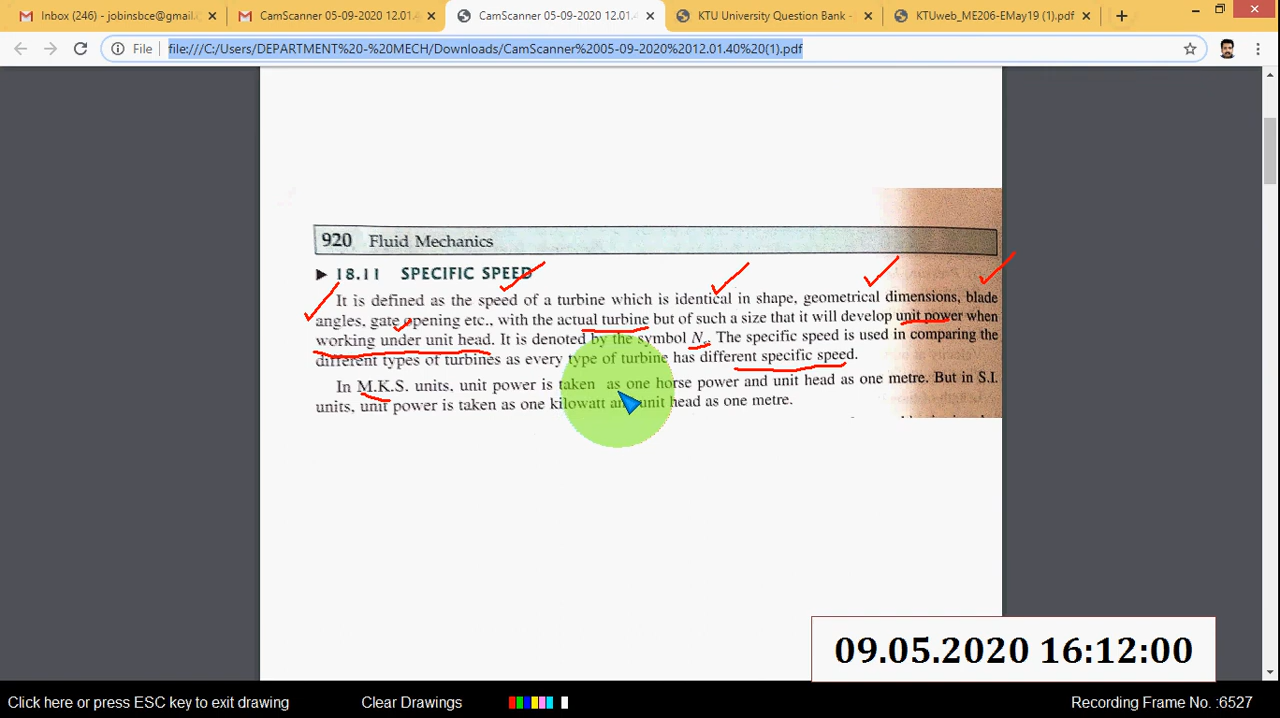 Inbox (246) - jobinsbce@gmail.
CamScanner 05-09-2020 12.01.4
CamScanner 05-09-2020 12.01.4
KTU University Question Bank -
KTUweb_ME206-EMay19 (1).pdf
File file:///C:/Users/DEPARTMENT%20-%20MECH/Downloads/CamScanner%2005-09-2020%2012.01.40%20(1).pdf
920 Fluid Mechanics
▶ 18.11 SPECIFIC SPEED
It is defined as the speed of a turbine which is identical in shape, geometrical dimensions, blade
angles, gate opening etc., with the actual turbine but of such a size that it will develop unit power when
working under unit head. It is denoted by the symbol Ns. The specific speed is used in comparing the
different types of turbines as every type of turbine has different specific speed.
In M.K.S. units, unit power is taken as one horse power and unit head as one metre. But in S.I.
units, unit power is taken as one kilowatt and unit head as one metre.
09.05.2020 16:12:00
Click here or press ESC key to exit drawing Clear Drawings Recording Frame No. :6527